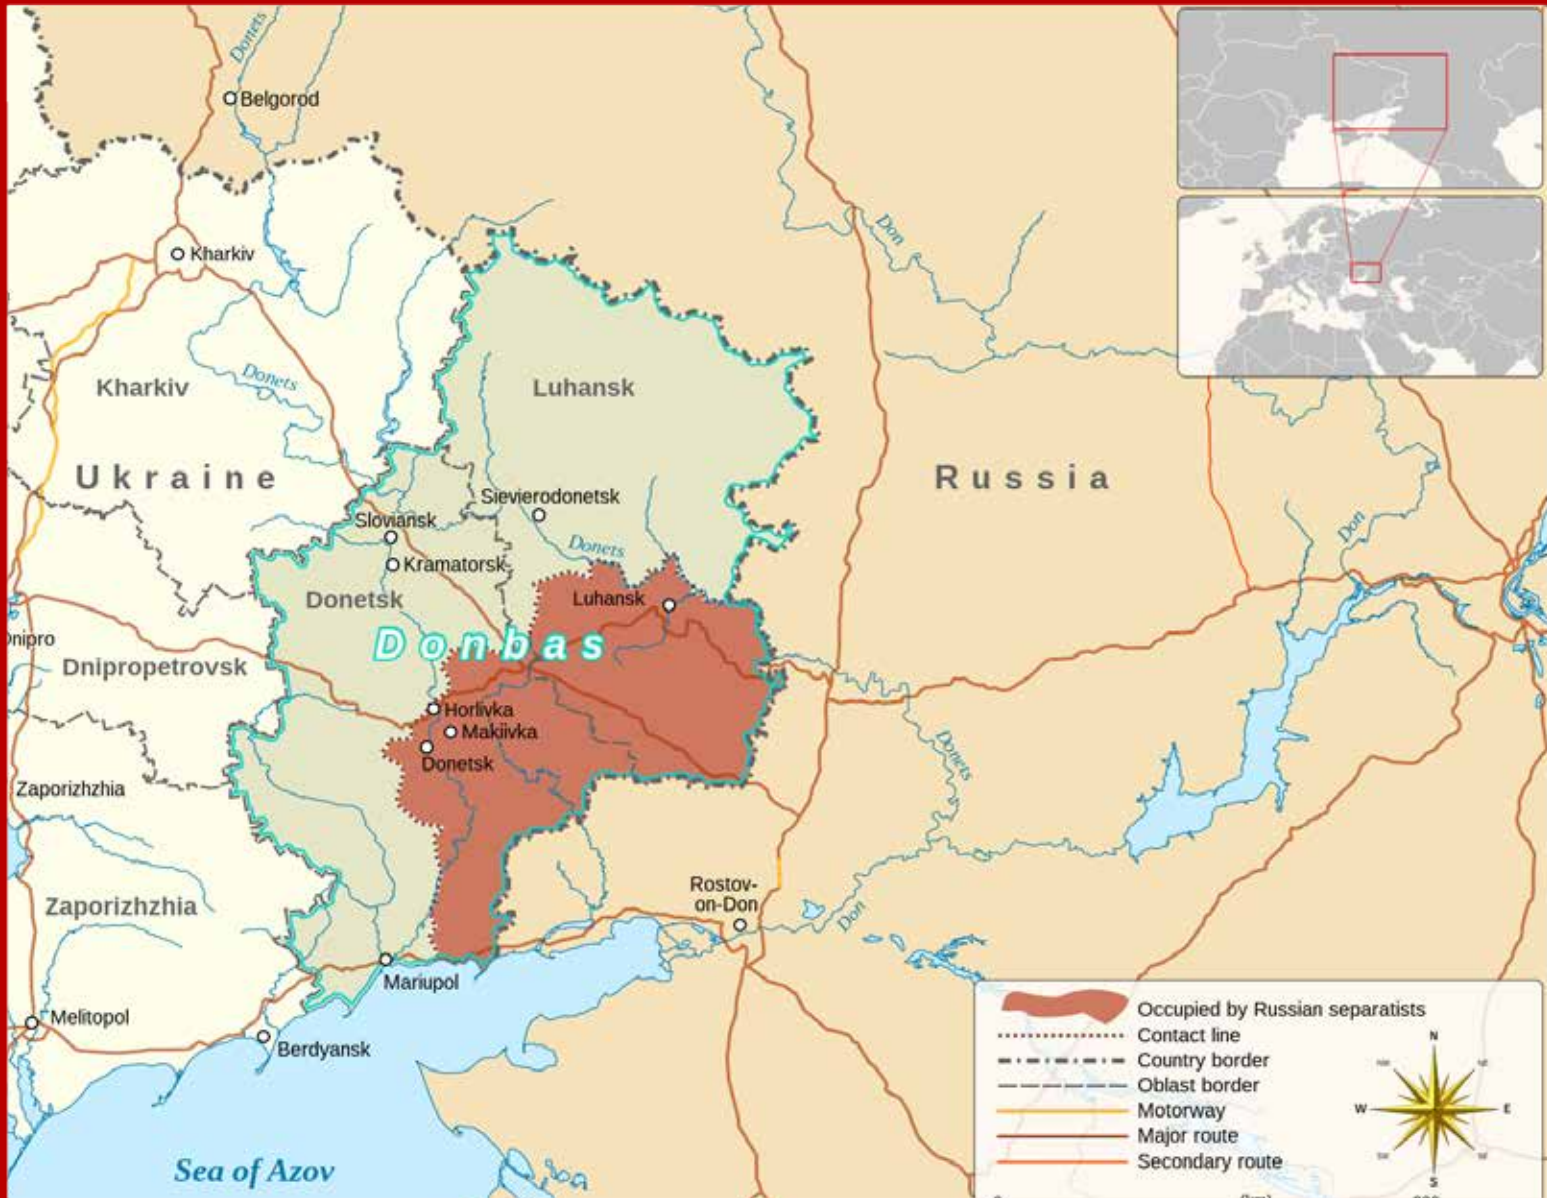 Donets
Belgorod
Kharkiv
Don
Kharkiv
Donets
Luhansk
Ukraine
Russia
Sievierodonetsk
Sloviansk
Don
Donets
Kramatorsk
Donetsk
Luhansk
Donbas
Dnipropetrovsk
Horlivka
Makiivka
Donetsk
Donets
Zaporizhzhia
Rostov-
on-Don
Don
Zaporizhzhia
Mariupol
Melitopol
Berdyansk
Sea of Azov
Occupied by Russian separatists
Contact line
Country border
Oblast border
Motorway
Major route
Secondary route
N
W
E
S